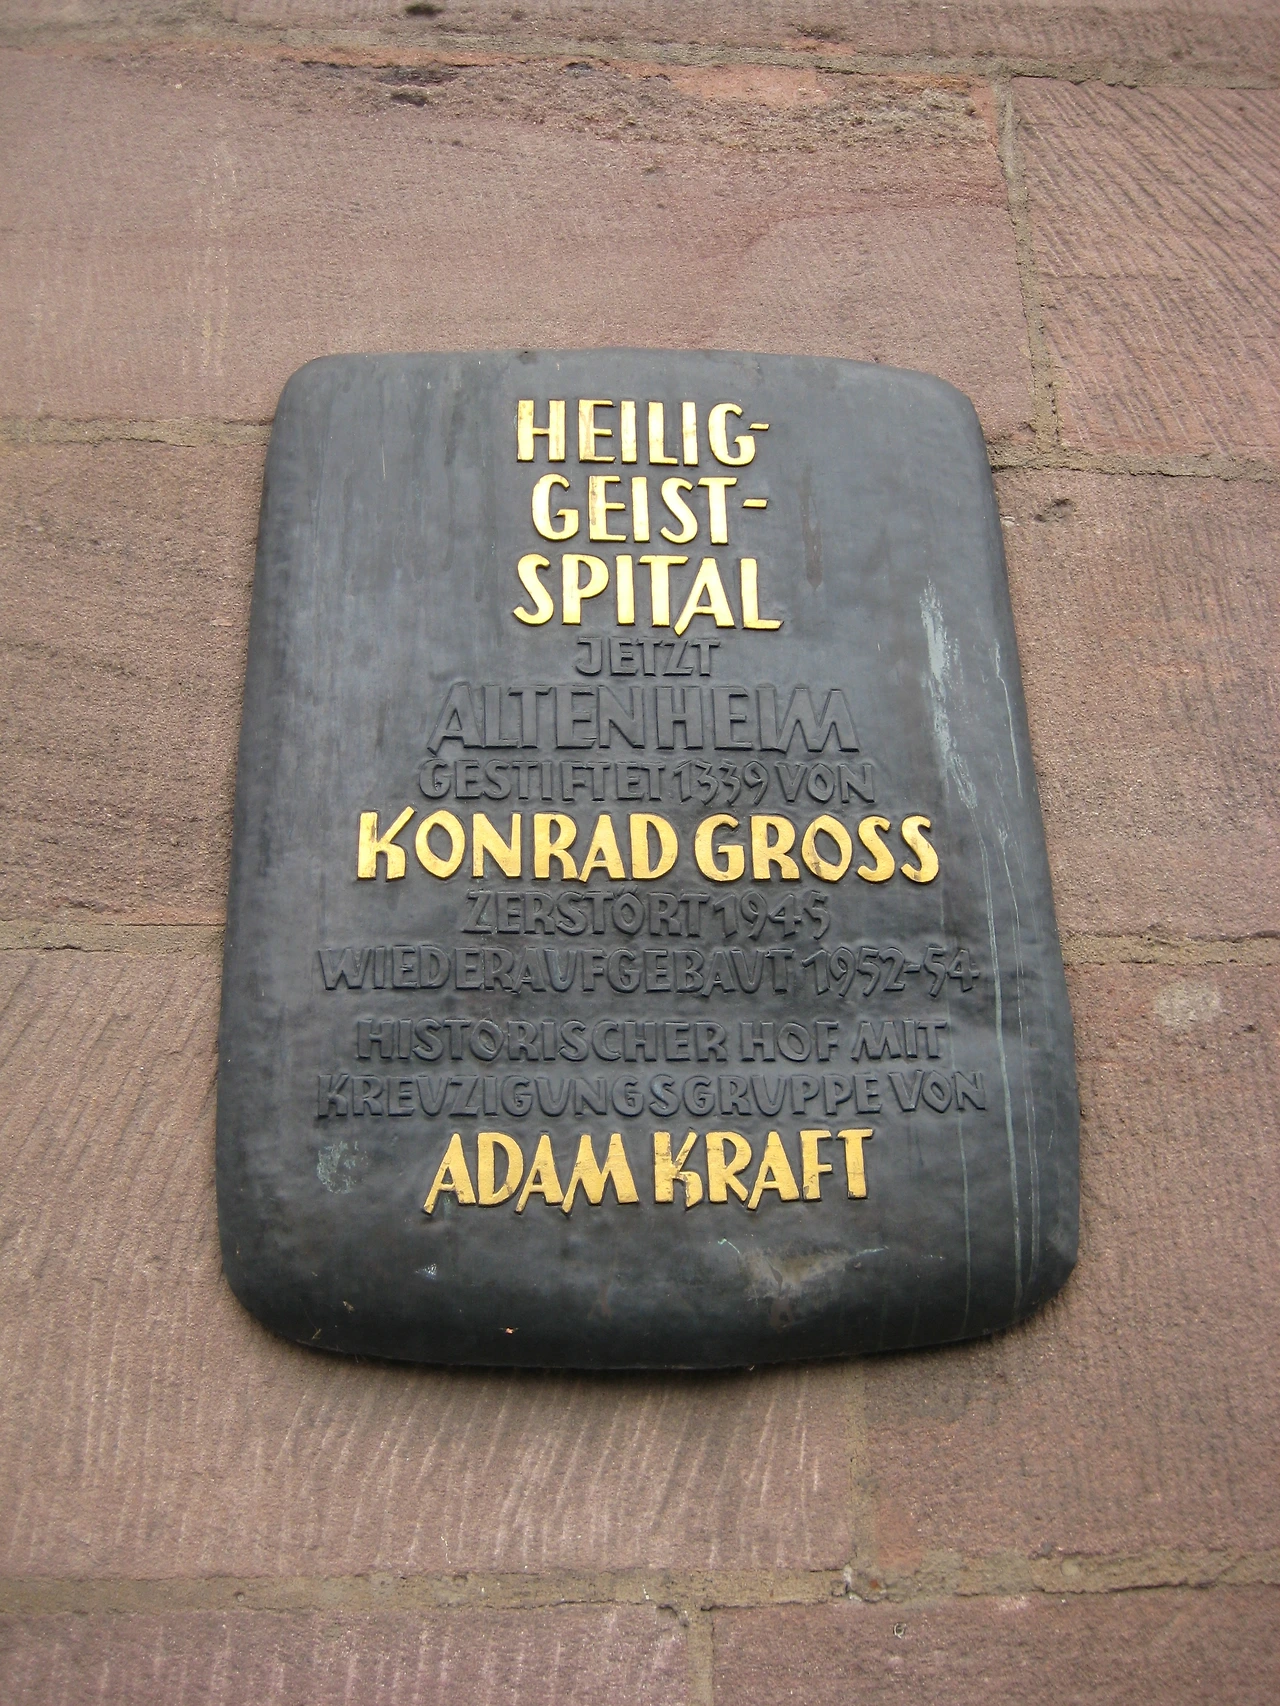 HEILIG-
GEIST-
SPITAL
JETZT
ALTENHEIM
GESTIFTET 1339 VON
KONRAD GROSS
ZERSTÖRT 1945
WIEDERAUFGEBAUT 1952-54
HISTORISCHER HOF MIT
KREUZIGUNGSGRUPPE VON
ADAM KRAFT